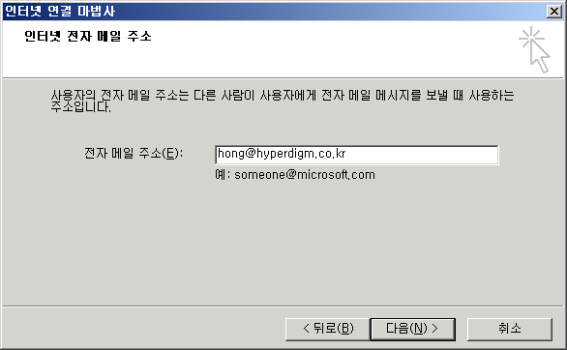 인터넷 연결 마법사
인터넷 전자 메일 주소
사용자의 전자 메일 주소는 다른 사람이 사용자에게 전자 메일 메시지를 보낼 때 사용하는
주소입니다.
전자 메일 주소(E): hong@hyperdigm.co.kr
예: someone@microsoft.com
< 뒤로(B) 다음(N) > 취소